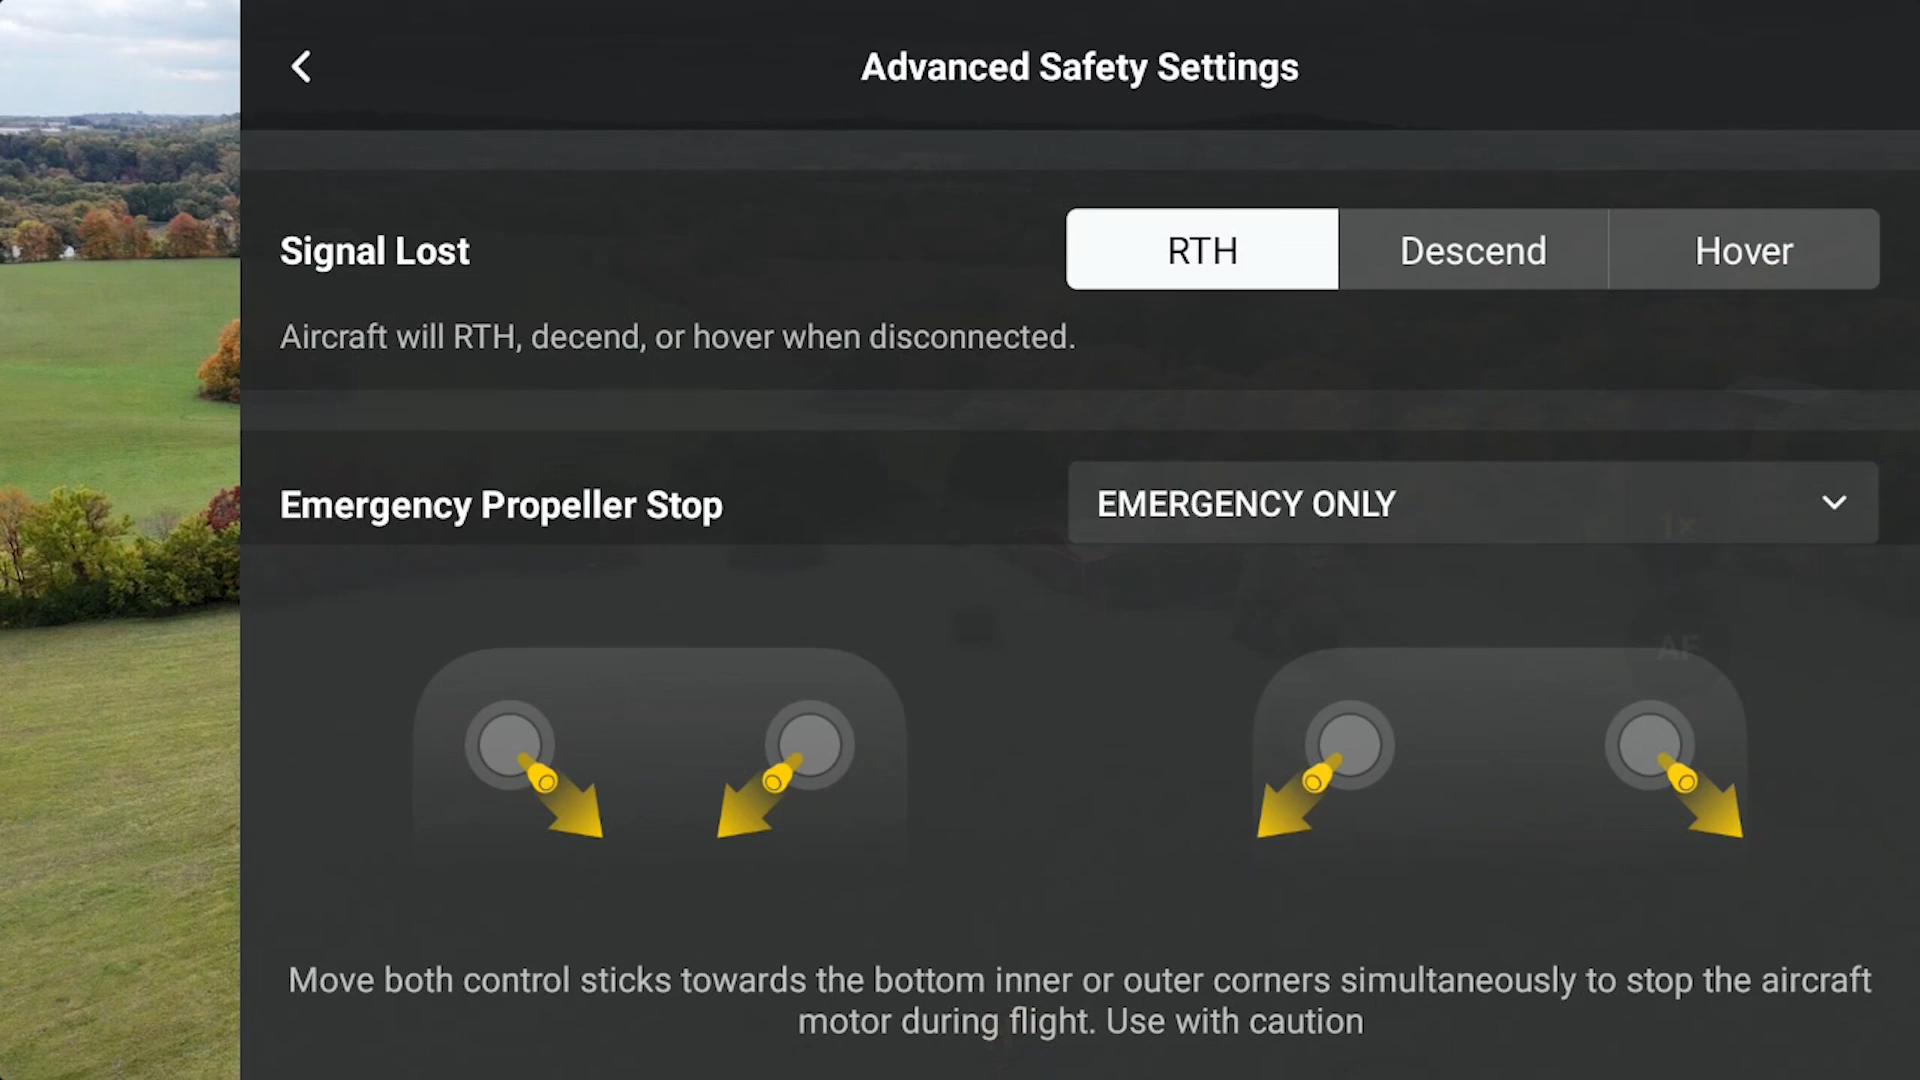 Advanced Safety Settings
Signal Lost
RTH
Descend
Hover
Aircraft will RTH, decend, or hover when disconnected.
Emergency Propeller Stop
EMERGENCY ONLY
1×
AF
Move both control sticks towards the bottom inner or outer corners simultaneously to stop the aircraft
motor during flight. Use with caution